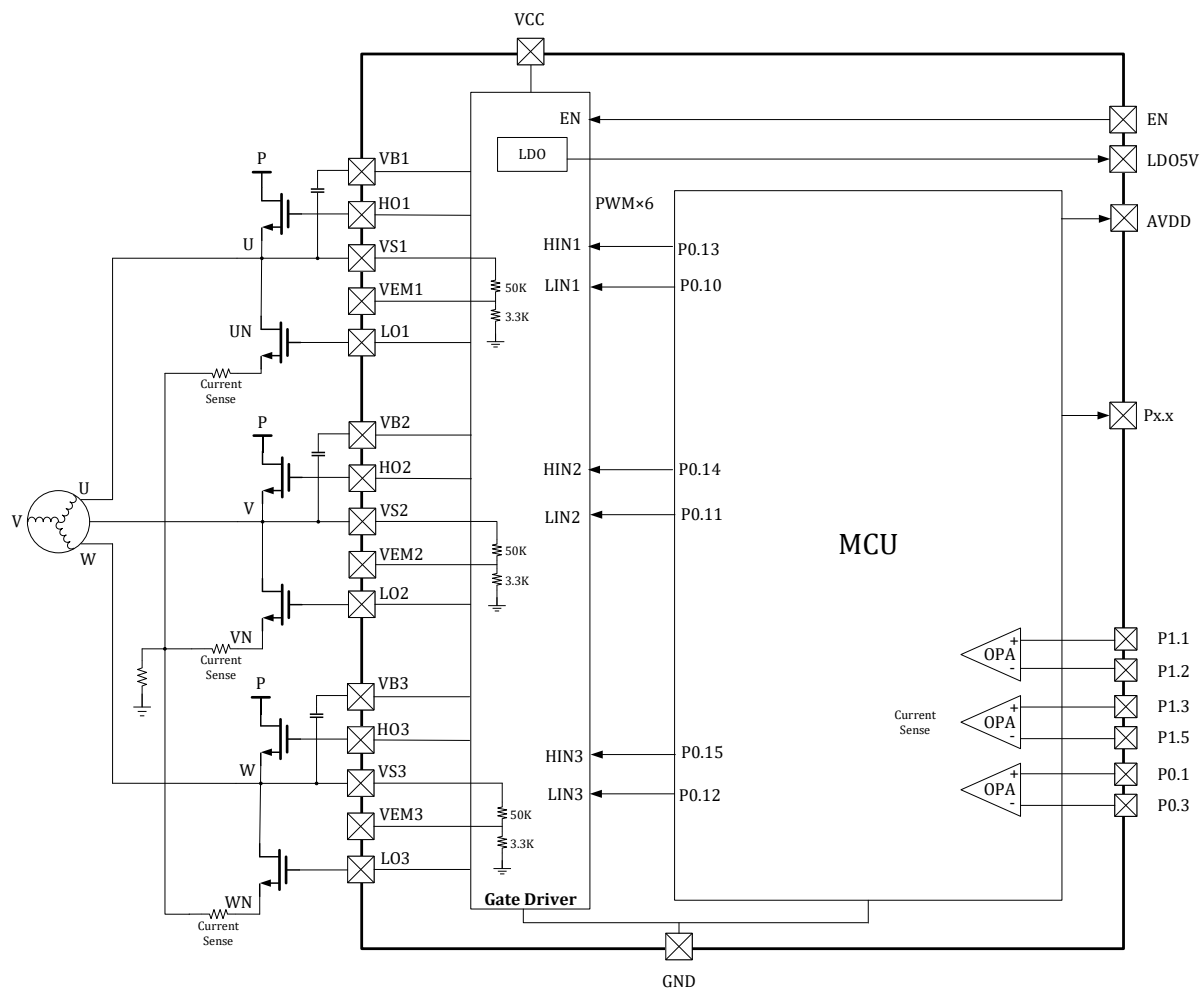 VCC
EN
EN
LDO
LDO5V
P
VB1
HO1
PWM×6
AVDD
U
VS1
HIN1
P0.13
50K
LIN1
P0.10
VEM1
3.3K
UN
LO1
Current
Sense
P
VB2
Px.x
HO2
HIN2
P0.14
U
V
VS2
LIN2
P0.11
V
50K
MCU
W
VEM2
3.3K
LO2
VN
Current
Sense
+
OPA
-
P1.1
P1.2
P
VB3
Current
Sense
+
OPA
-
P1.3
P1.5
HO3
HIN3
P0.15
W
VS3
LIN3
P0.12
+
OPA
-
P0.1
P0.3
50K
VEM3
3.3K
LO3
WN
Gate Driver
Current
Sense
GND